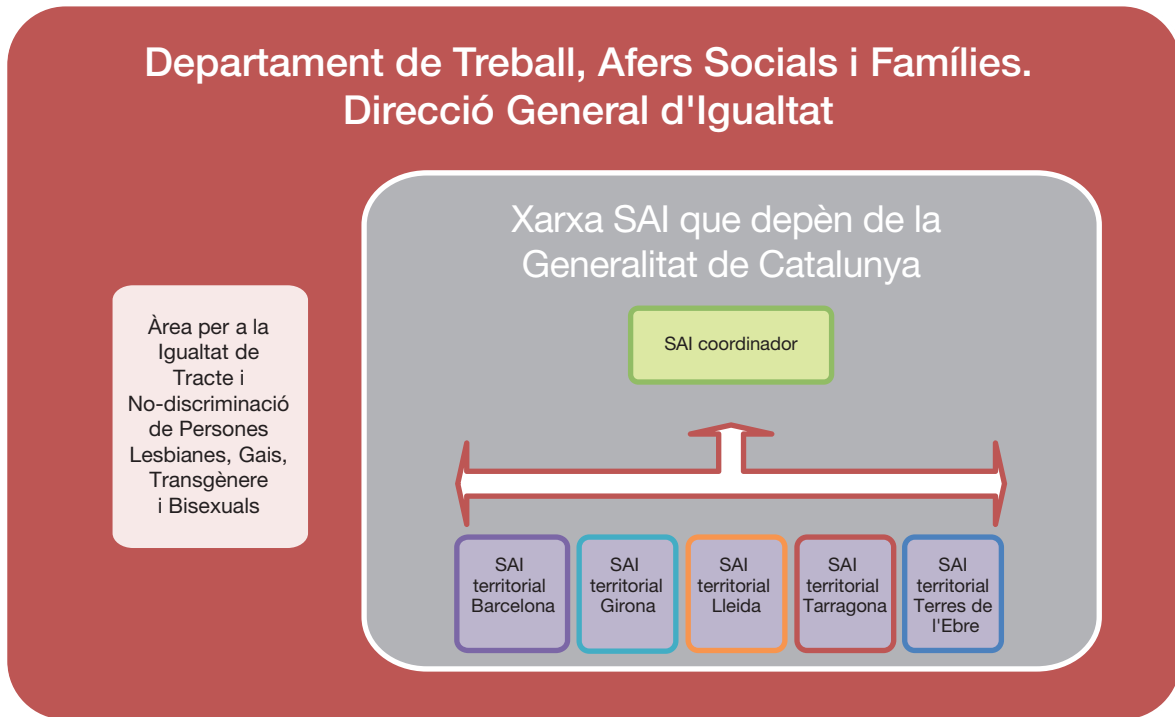 Departament de Treball, Afers Socials i Famílies.
Direcció General d'Igualtat
Xarxa SAI que depèn de la
Generalitat de Catalunya
Àrea per a la
Igualtat de
Tracte i
No-discriminació
de Persones
Lesbianes, Gais,
Transgènere
i Bisexuals
SAI coordinador
SAI
territorial
Barcelona
SAI
territorial
Girona
SAI
territorial
Lleida
SAI
territorial
Tarragona
SAI
territorial
Terres de
l'Ebre